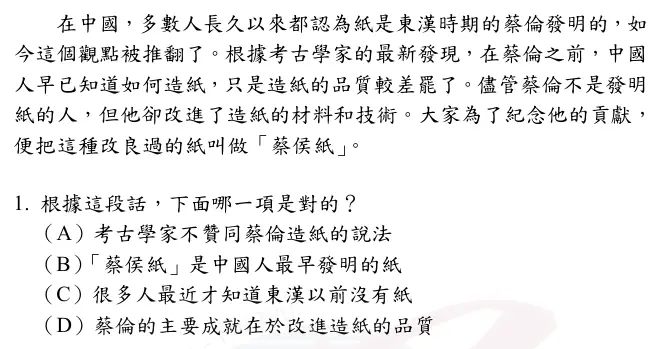 在中國，多數人長久以來都認為紙是東漢時期的蔡倫發明的，如
今這個觀點被推翻了。根據考古學家的最新發現，在蔡倫之前，中國
人早已知道如何造紙，只是造紙的品質較差罷了。儘管蔡倫不是發明
紙的人，但他卻改進了造紙的材料和技術。大家為了紀念他的貢獻，
便把這種改良過的紙叫做「蔡侯紙」。
1. 根據這段話，下面哪一項是對的？
（A）考古學家不贊同蔡倫造紙的說法
（B）「蔡侯紙」是中國人最早發明的紙
（C）很多人最近才知道東漢以前沒有紙
（D）蔡倫的主要成就在於改進造紙的品質